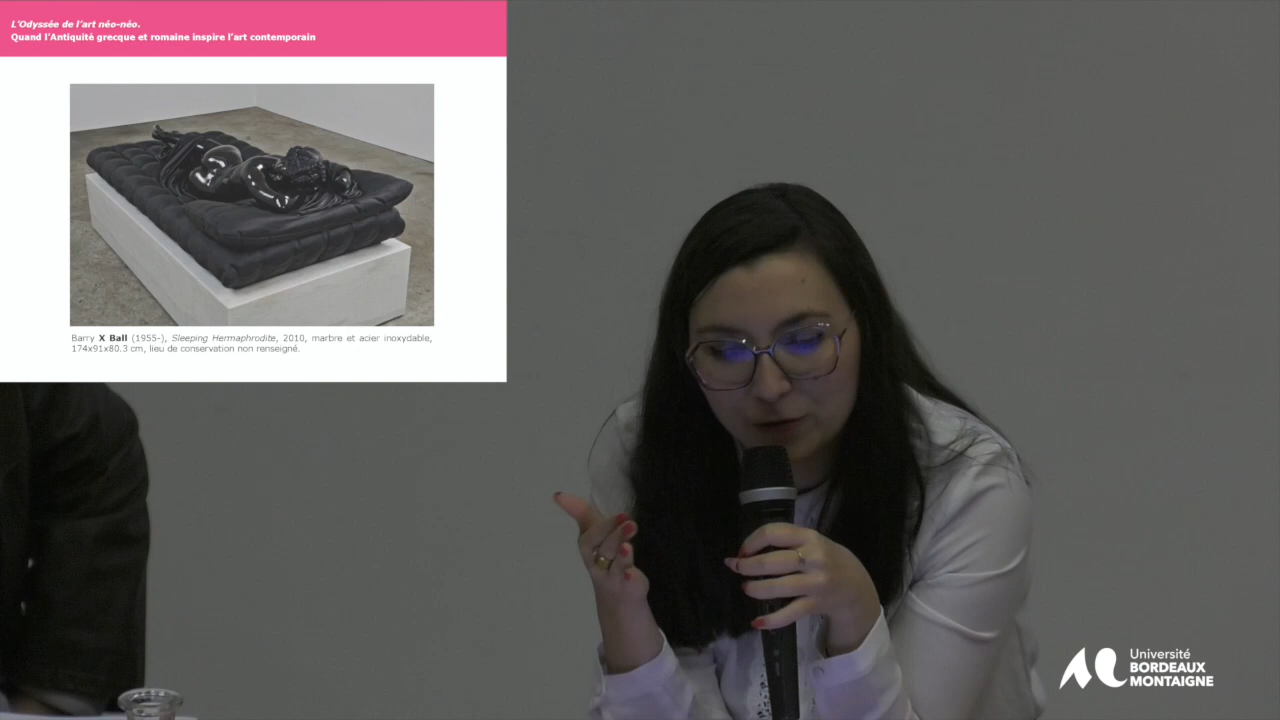 L'Odyssée de l'art néo-néo.
Quand l'Antiquité grecque et romaine inspire l'art contemporain
Barry X Ball (1955-), Sleeping Hermaphrodite, 2010, marbre et acier inoxydable,
174x91x80.3 cm, lieu de conservation non renseigné.
Université
BORDEAUX
MONTAIGNE